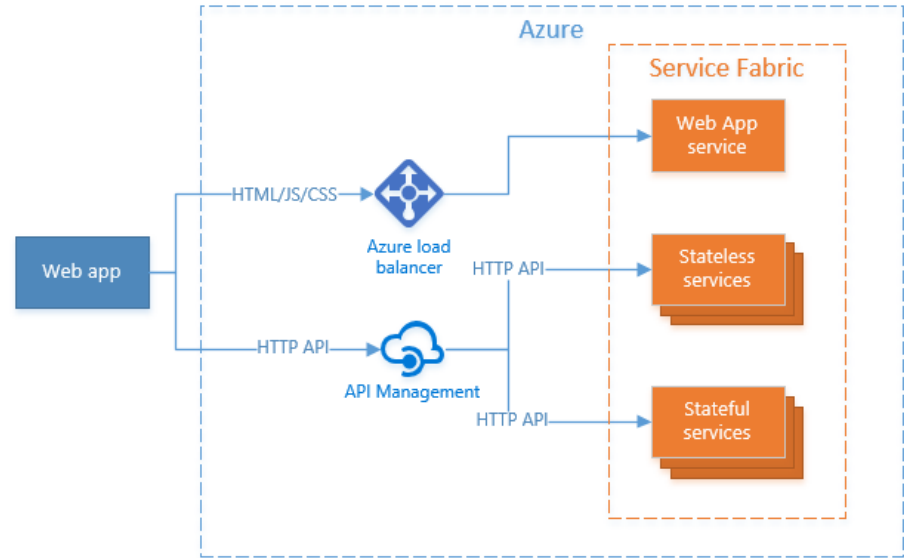 Azure
Service Fabric
Web App
service
HTML/JS/CSS
Azure load
balancer
Web app
HTTP API
Stateless
services
HTTP API
API Management
HTTP API
Stateful
services